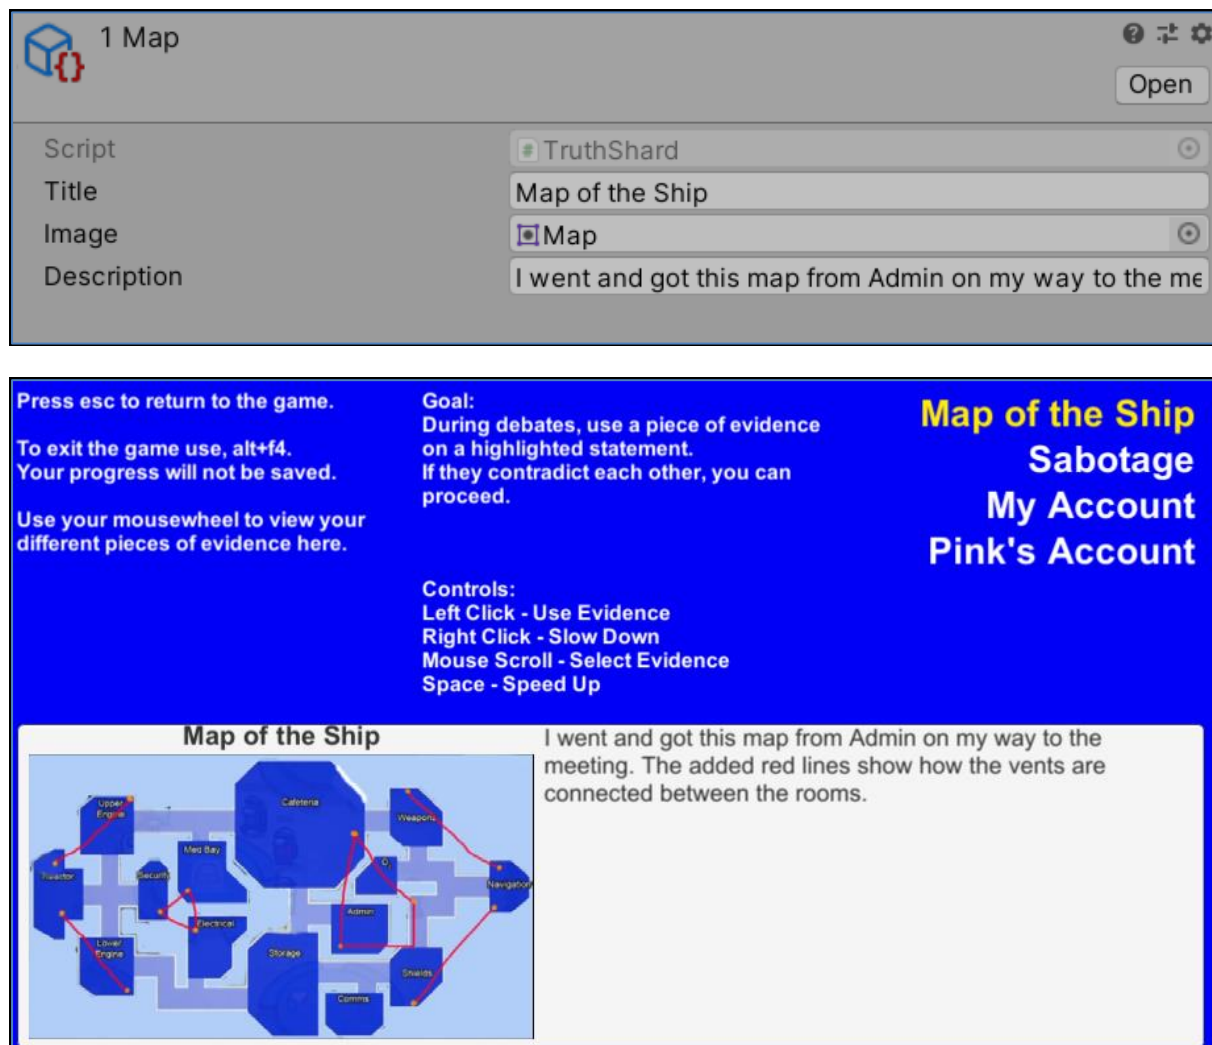 1 Map
Open
Script
TruthShard
Title
Map of the Ship
Image
Map
Description
I went and got this map from Admin on my way to the me
Press esc to return to the game.
To exit the game use, alt+f4.
Your progress will not be saved.
Use your mousewheel to view your
different pieces of evidence here.
Goal:
During debates, use a piece of evidence
on a highlighted statement.
If they contradict each other, you can
proceed.
Controls:
Left Click - Use Evidence
Right Click - Slow Down
Mouse Scroll - Select Evidence
Space - Speed Up
Map of the Ship
Sabotage
My Account
Pink's Account
Map of the Ship
Upper
Engine
Cafeteria
Weapons
Med Bay
Reactor
Security
Navigation
Electrical
Admin
Lower
Engine
Storage
Shields
Comms
I went and got this map from Admin on my way to the
meeting. The added red lines show how the vents are
connected between the rooms.